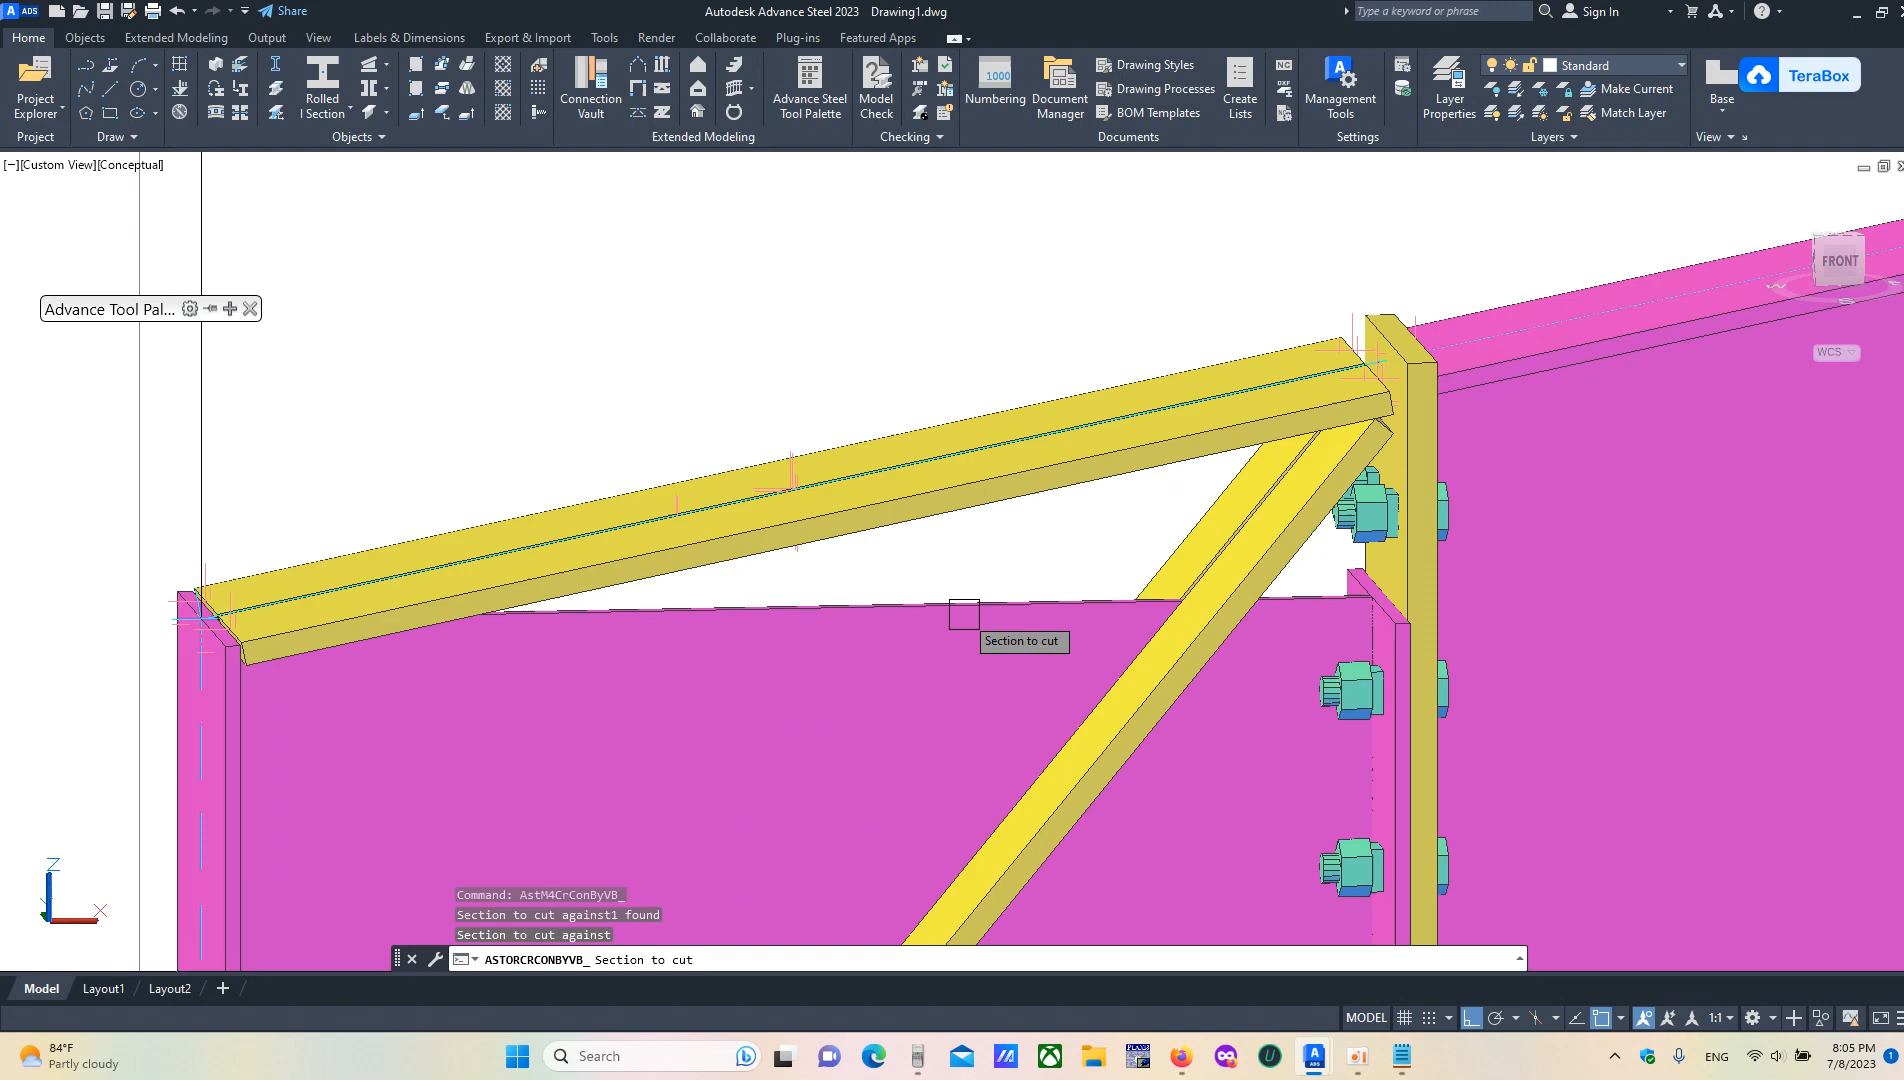 A ADS
Share
Autodesk Advance Steel 2023 Drawing1.dwg
Type a keyword or phrase
Sign In
Home Objects Extended Modeling Output View Labels & Dimensions Export & Import Tools Render Collaborate Plug-ins Featured Apps
Project
Explorer
Project
Draw
Rolled
I Section
Objects
Connection
Vault
Extended Modeling
Advance Steel
Tool Palette
Model
Check
Checking
1000
Numbering
Document
Manager
Drawing Styles
Drawing Processes
BOM Templates
Create
Lists
Documents
NC
DXF
Management
Tools
Settings
Layer
Properties
Standard
Make Current
Match Layer
Layers
Base
View
TeraBox
[−][Custom View][Conceptual]
Advance Tool Pal...
FRONT
W
S
WCS
Section to cut
Z
X
Command: AstM4CrConByVB_
Section to cut against1 found
Section to cut against
ASTORCRCONBYVB_ Section to cut
Model Layout1 Layout2
MODEL
1:1
84°F
Partly cloudy
Search
ENG
8:05 PM
7/8/2023
1